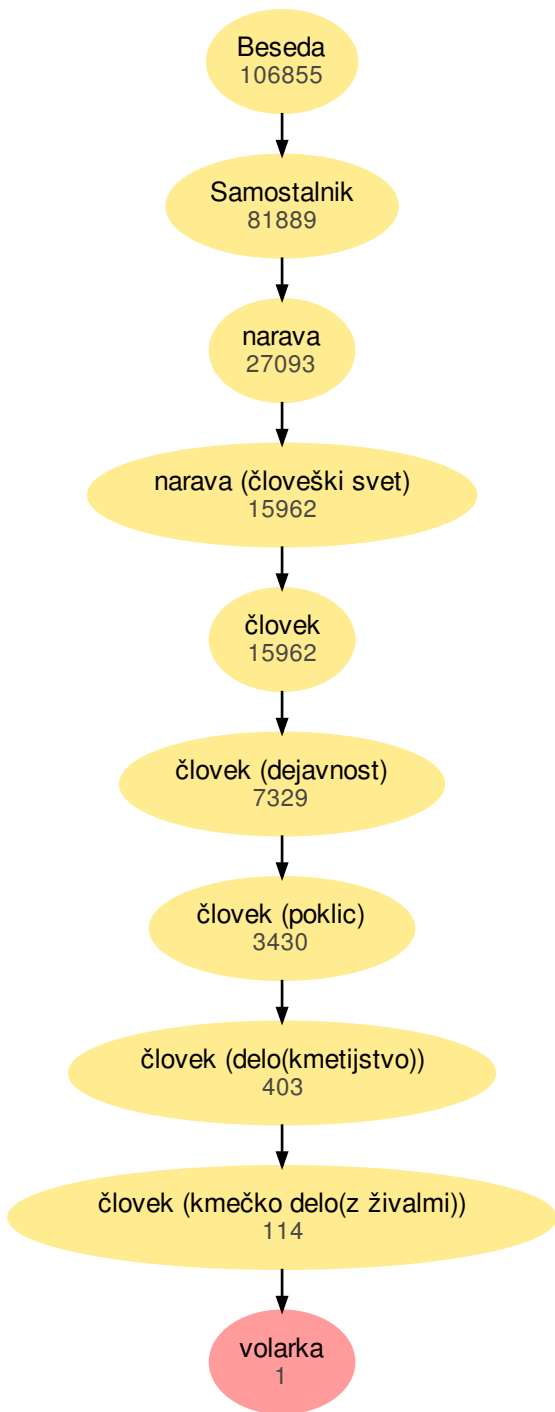 Beseda
106855
Samostalnik
81889
narava
27093
narava (človeški svet)
15962
človek
15962
človek (dejavnost)
7329
človek (poklic)
3430
človek (delo(kmetijstvo))
403
človek (kmečko delo(z živalmi))
114
volarka
1